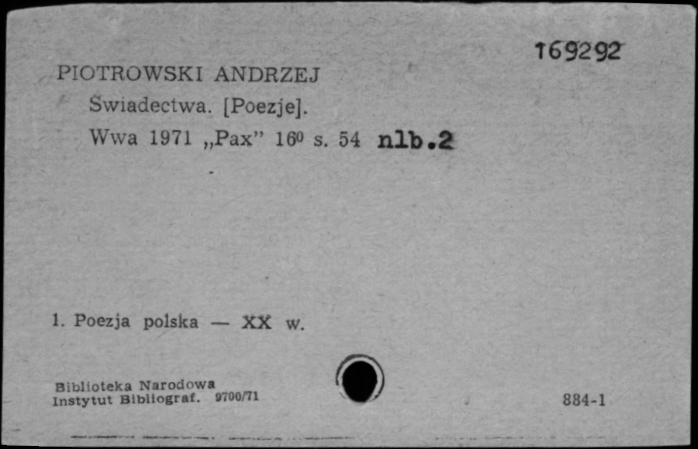 169292
PIOTROWSKI ANDRZEJ
Świadectwa. [Poezje].
Wwa 1971 „Pax” 16⁰ s. 54 nlb.2
1. Poezja polska — XX w.
Biblioteka Narodowa
Instytut Bibliograf. 9700/71
884-1